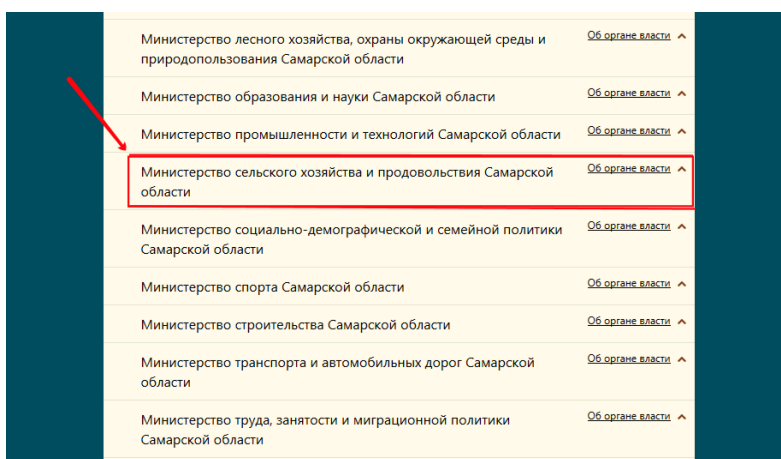 Министерство лесного хозяйства, охраны окружающей среды и Об органе власти
природопользования Самарской области
Министерство образования и науки Самарской области Об органе власти
Министерство промышленности и технологий Самарской области Об органе власти
Министерство сельского хозяйства и продовольствия Самарской Об органе власти
области
Министерство социально-демографической и семейной политики Об органе власти
Самарской области
Министерство спорта Самарской области Об органе власти
Министерство строительства Самарской области Об органе власти
Министерство транспорта и автомобильных дорог Самарской Об органе власти
области
Министерство труда, занятости и миграционной политики Об органе власти
Самарской области